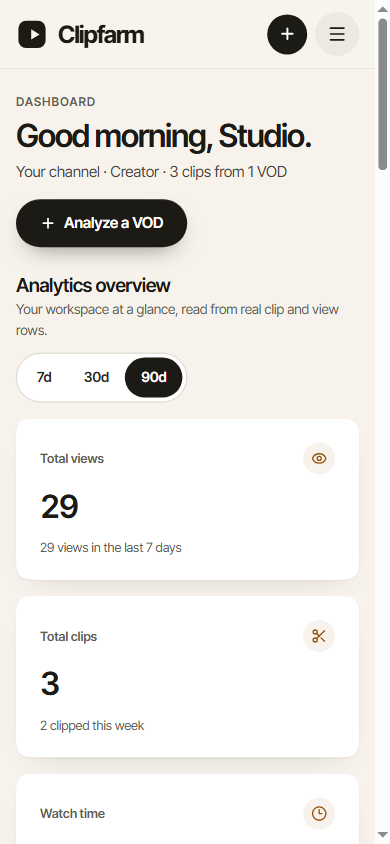 Clipfarm
DASHBOARD
Good morning, Studio.
Your channel · Creator · 3 clips from 1 VOD
Analyze a VOD
Analytics overview
Your workspace at a glance, read from real clip and view
rows.
7d 30d 90d
Total views
29
29 views in the last 7 days
Total clips
3
2 clipped this week
Watch time